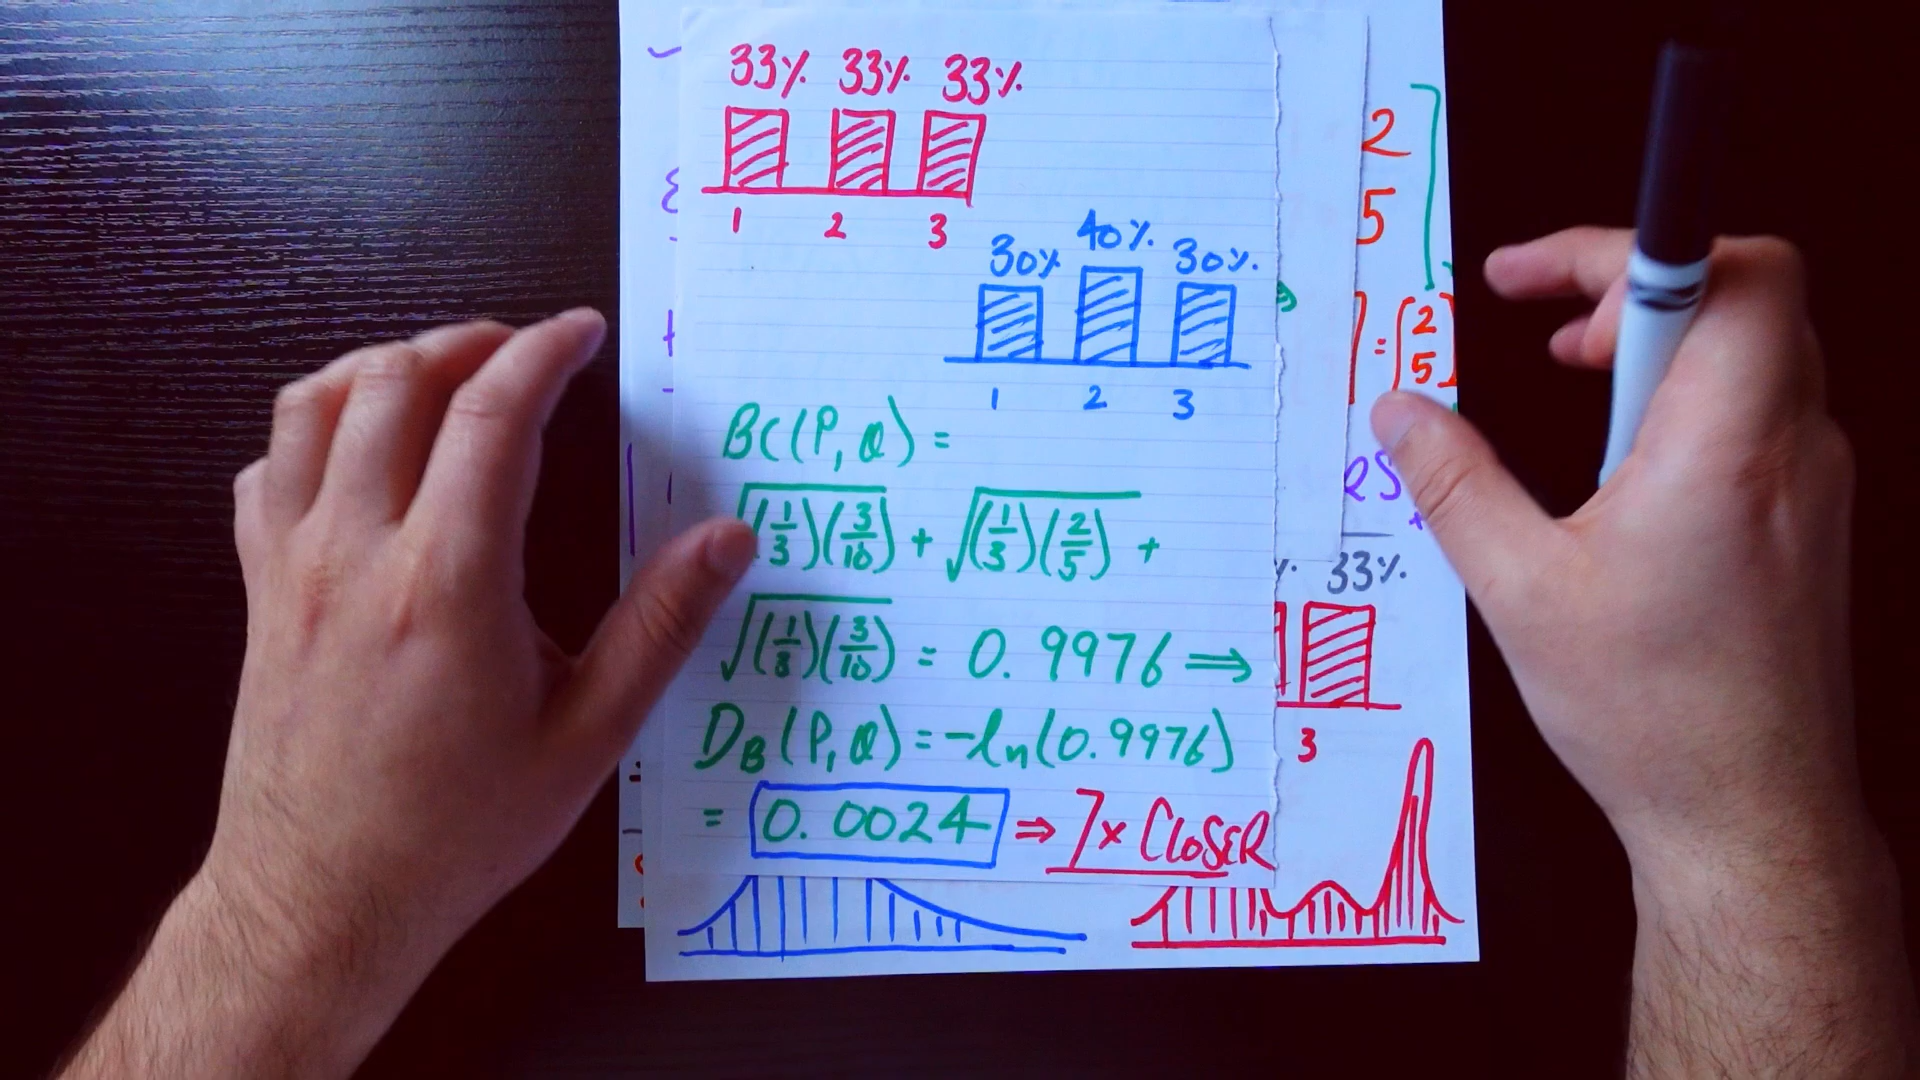 33% 33% 33%
1 2 3
30% 40% 30%
1 2 3
BC(P,Q) =
√(1/3)(3/10) + √(1/3)(2/5) +
√(1/3)(3/10) = 0.9976 ⇒
D_B(P,Q) = -ln(0.9976)
= 0.0024 ⇒ 7x CLOSER
2
5
= [2
5]
33%
3